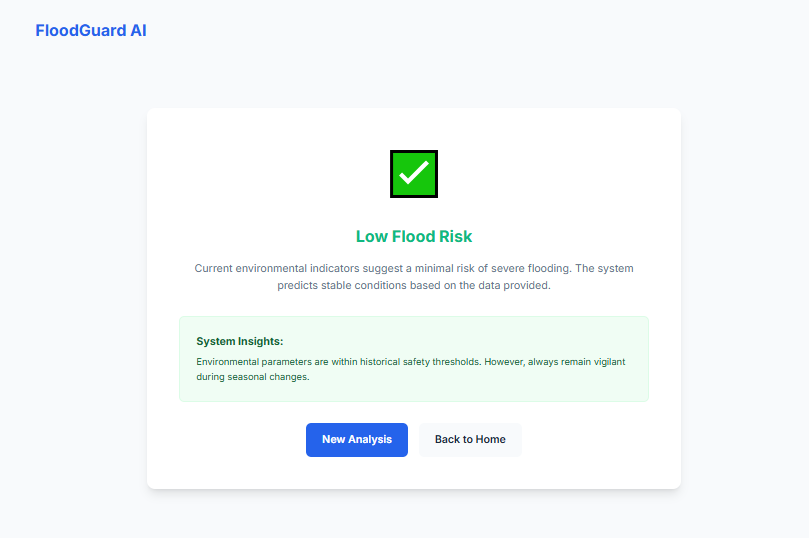 FloodGuard AI
Low Flood Risk
Current environmental indicators suggest a minimal risk of severe flooding. The system
predicts stable conditions based on the data provided.
System Insights:
Environmental parameters are within historical safety thresholds. However, always remain vigilant
during seasonal changes.
New Analysis
Back to Home